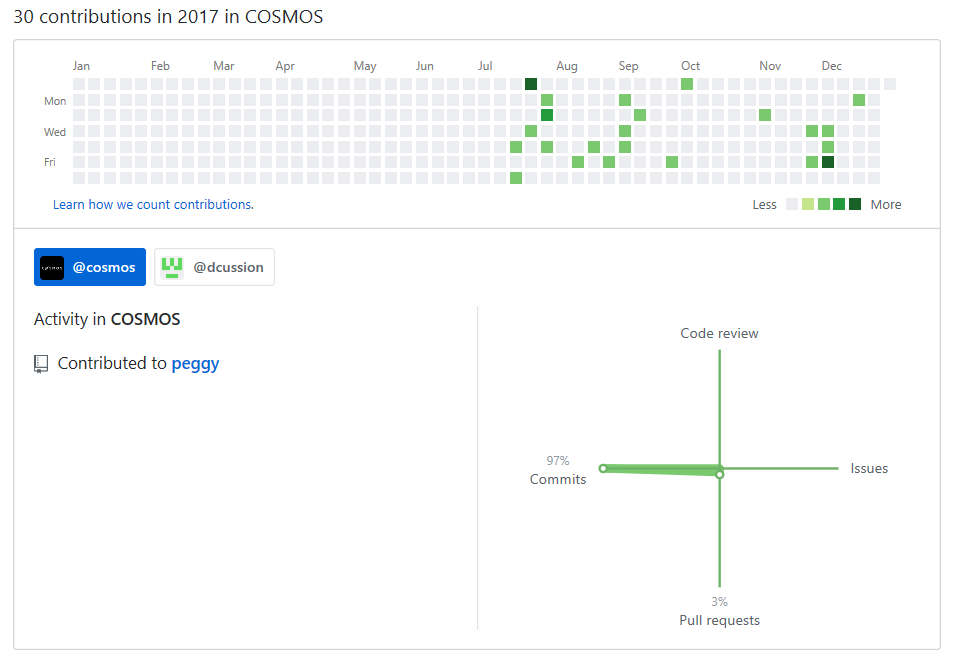 30 contributions in 2017 in COSMOS
Jan Feb Mar Apr May Jun Jul Aug Sep Oct Nov Dec
Mon
Wed
Fri
Learn how we count contributions.
Less More
@cosmos @dcussion
Activity in COSMOS
Contributed to peggy
Code review
97%
Commits
Issues
3%
Pull requests